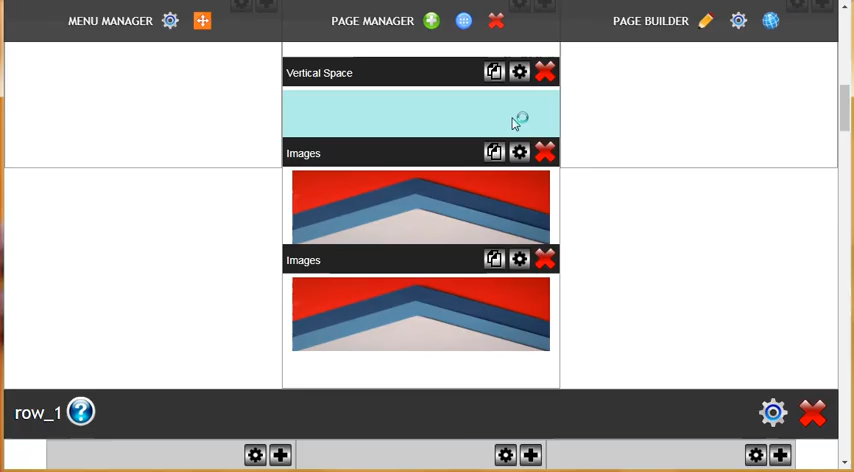 MENU MANAGER
PAGE MANAGER
PAGE BUILDER
Vertical Space
Images
Images
row_1